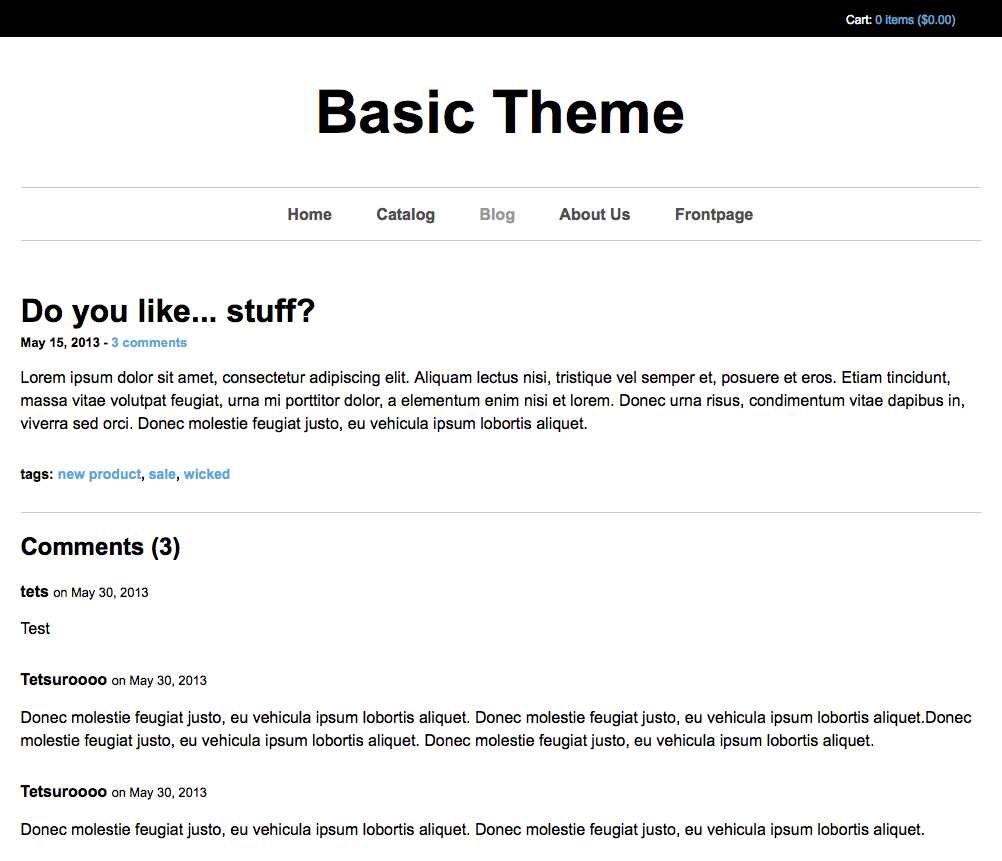 Cart: 0 items ($0.00)
Basic Theme
Home Catalog Blog About Us Frontpage
Do you like... stuff?
May 15, 2013 - 3 comments
Lorem ipsum dolor sit amet, consectetur adipiscing elit. Aliquam lectus nisi, tristique vel semper et, posuere et eros. Etiam tincidunt,
massa vitae volutpat feugiat, urna mi porttitor dolor, a elementum enim nisi et lorem. Donec urna risus, condimentum vitae dapibus in,
viverra sed orci. Donec molestie feugiat justo, eu vehicula ipsum lobortis aliquet.
tags: new product, sale, wicked
Comments (3)
tets on May 30, 2013
Test
Tetsuroooo on May 30, 2013
Donec molestie feugiat justo, eu vehicula ipsum lobortis aliquet. Donec molestie feugiat justo, eu vehicula ipsum lobortis aliquet.Donec
molestie feugiat justo, eu vehicula ipsum lobortis aliquet. Donec molestie feugiat justo, eu vehicula ipsum lobortis aliquet.
Tetsuroooo on May 30, 2013
Donec molestie feugiat justo, eu vehicula ipsum lobortis aliquet. Donec molestie feugiat justo, eu vehicula ipsum lobortis aliquet.